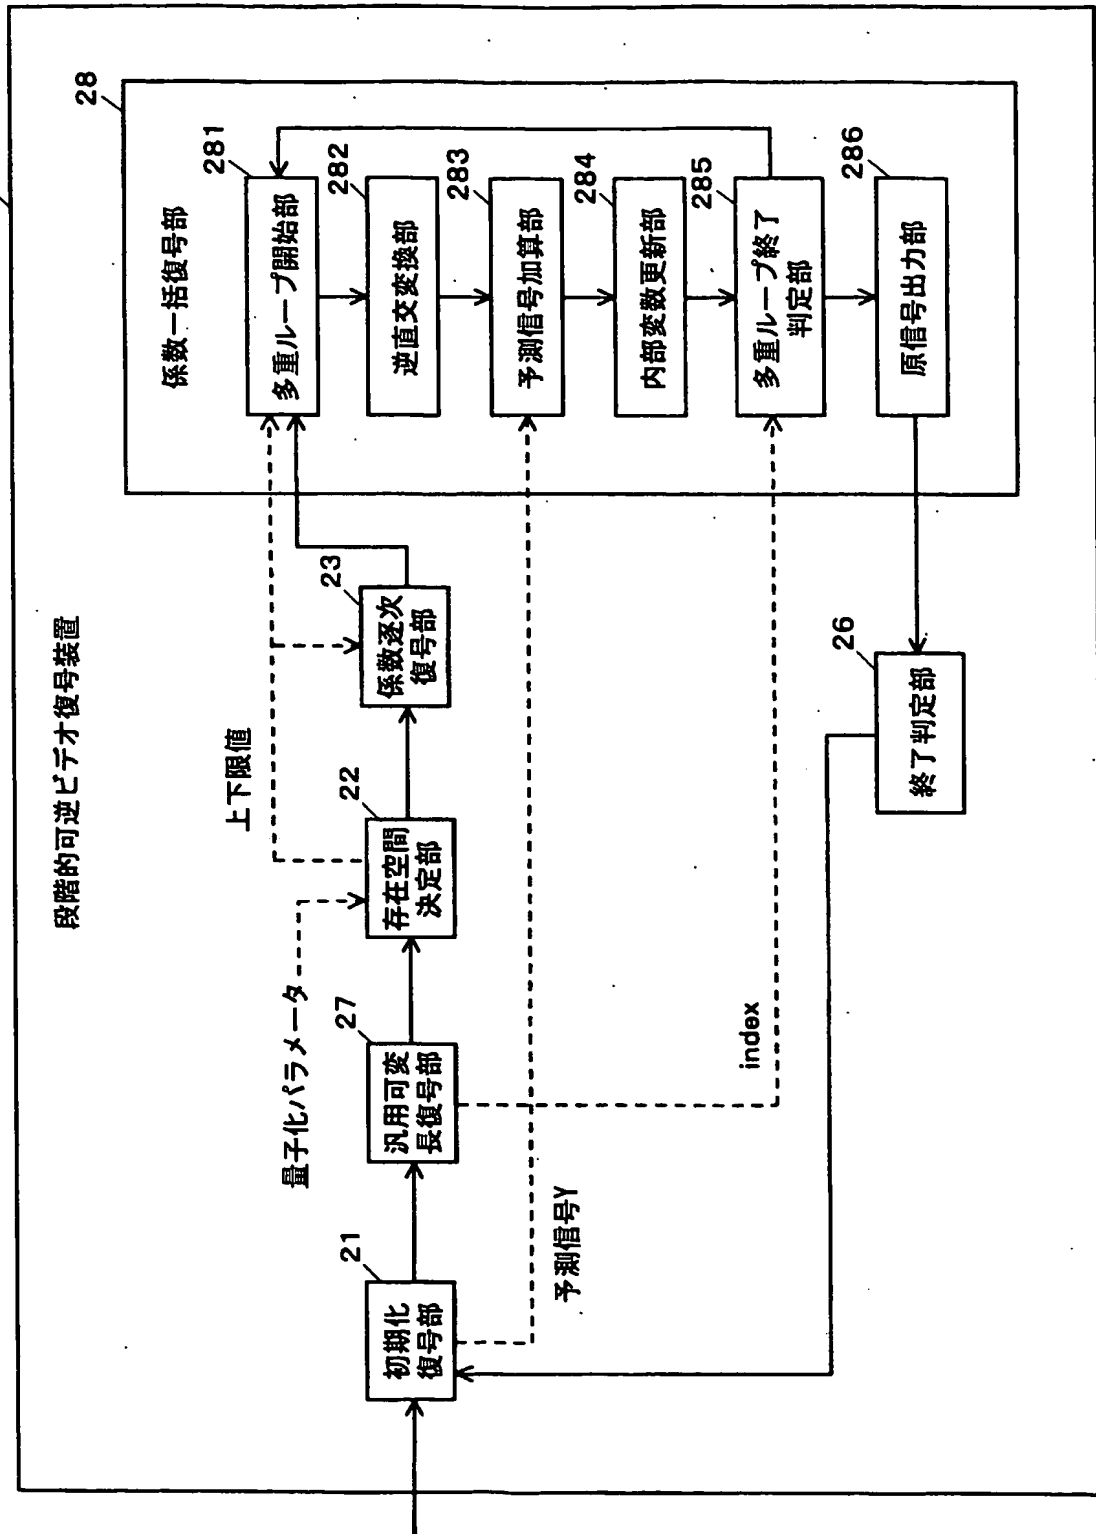 段階的可逆ビデオ復号装置
係数一括復号部
28
281
多重ループ開始部
282
逆直交変換部
283
予測信号加算部
284
内部変数更新部
285
多重ループ終了
判定部
286
原信号出力部
上下限値
量子化パラメータ
21
初期化
復号部
27
汎用可変
長復号部
22
存在空間
決定部
23
係数逐次
復号部
予測信号Y
index
26
終了判定部